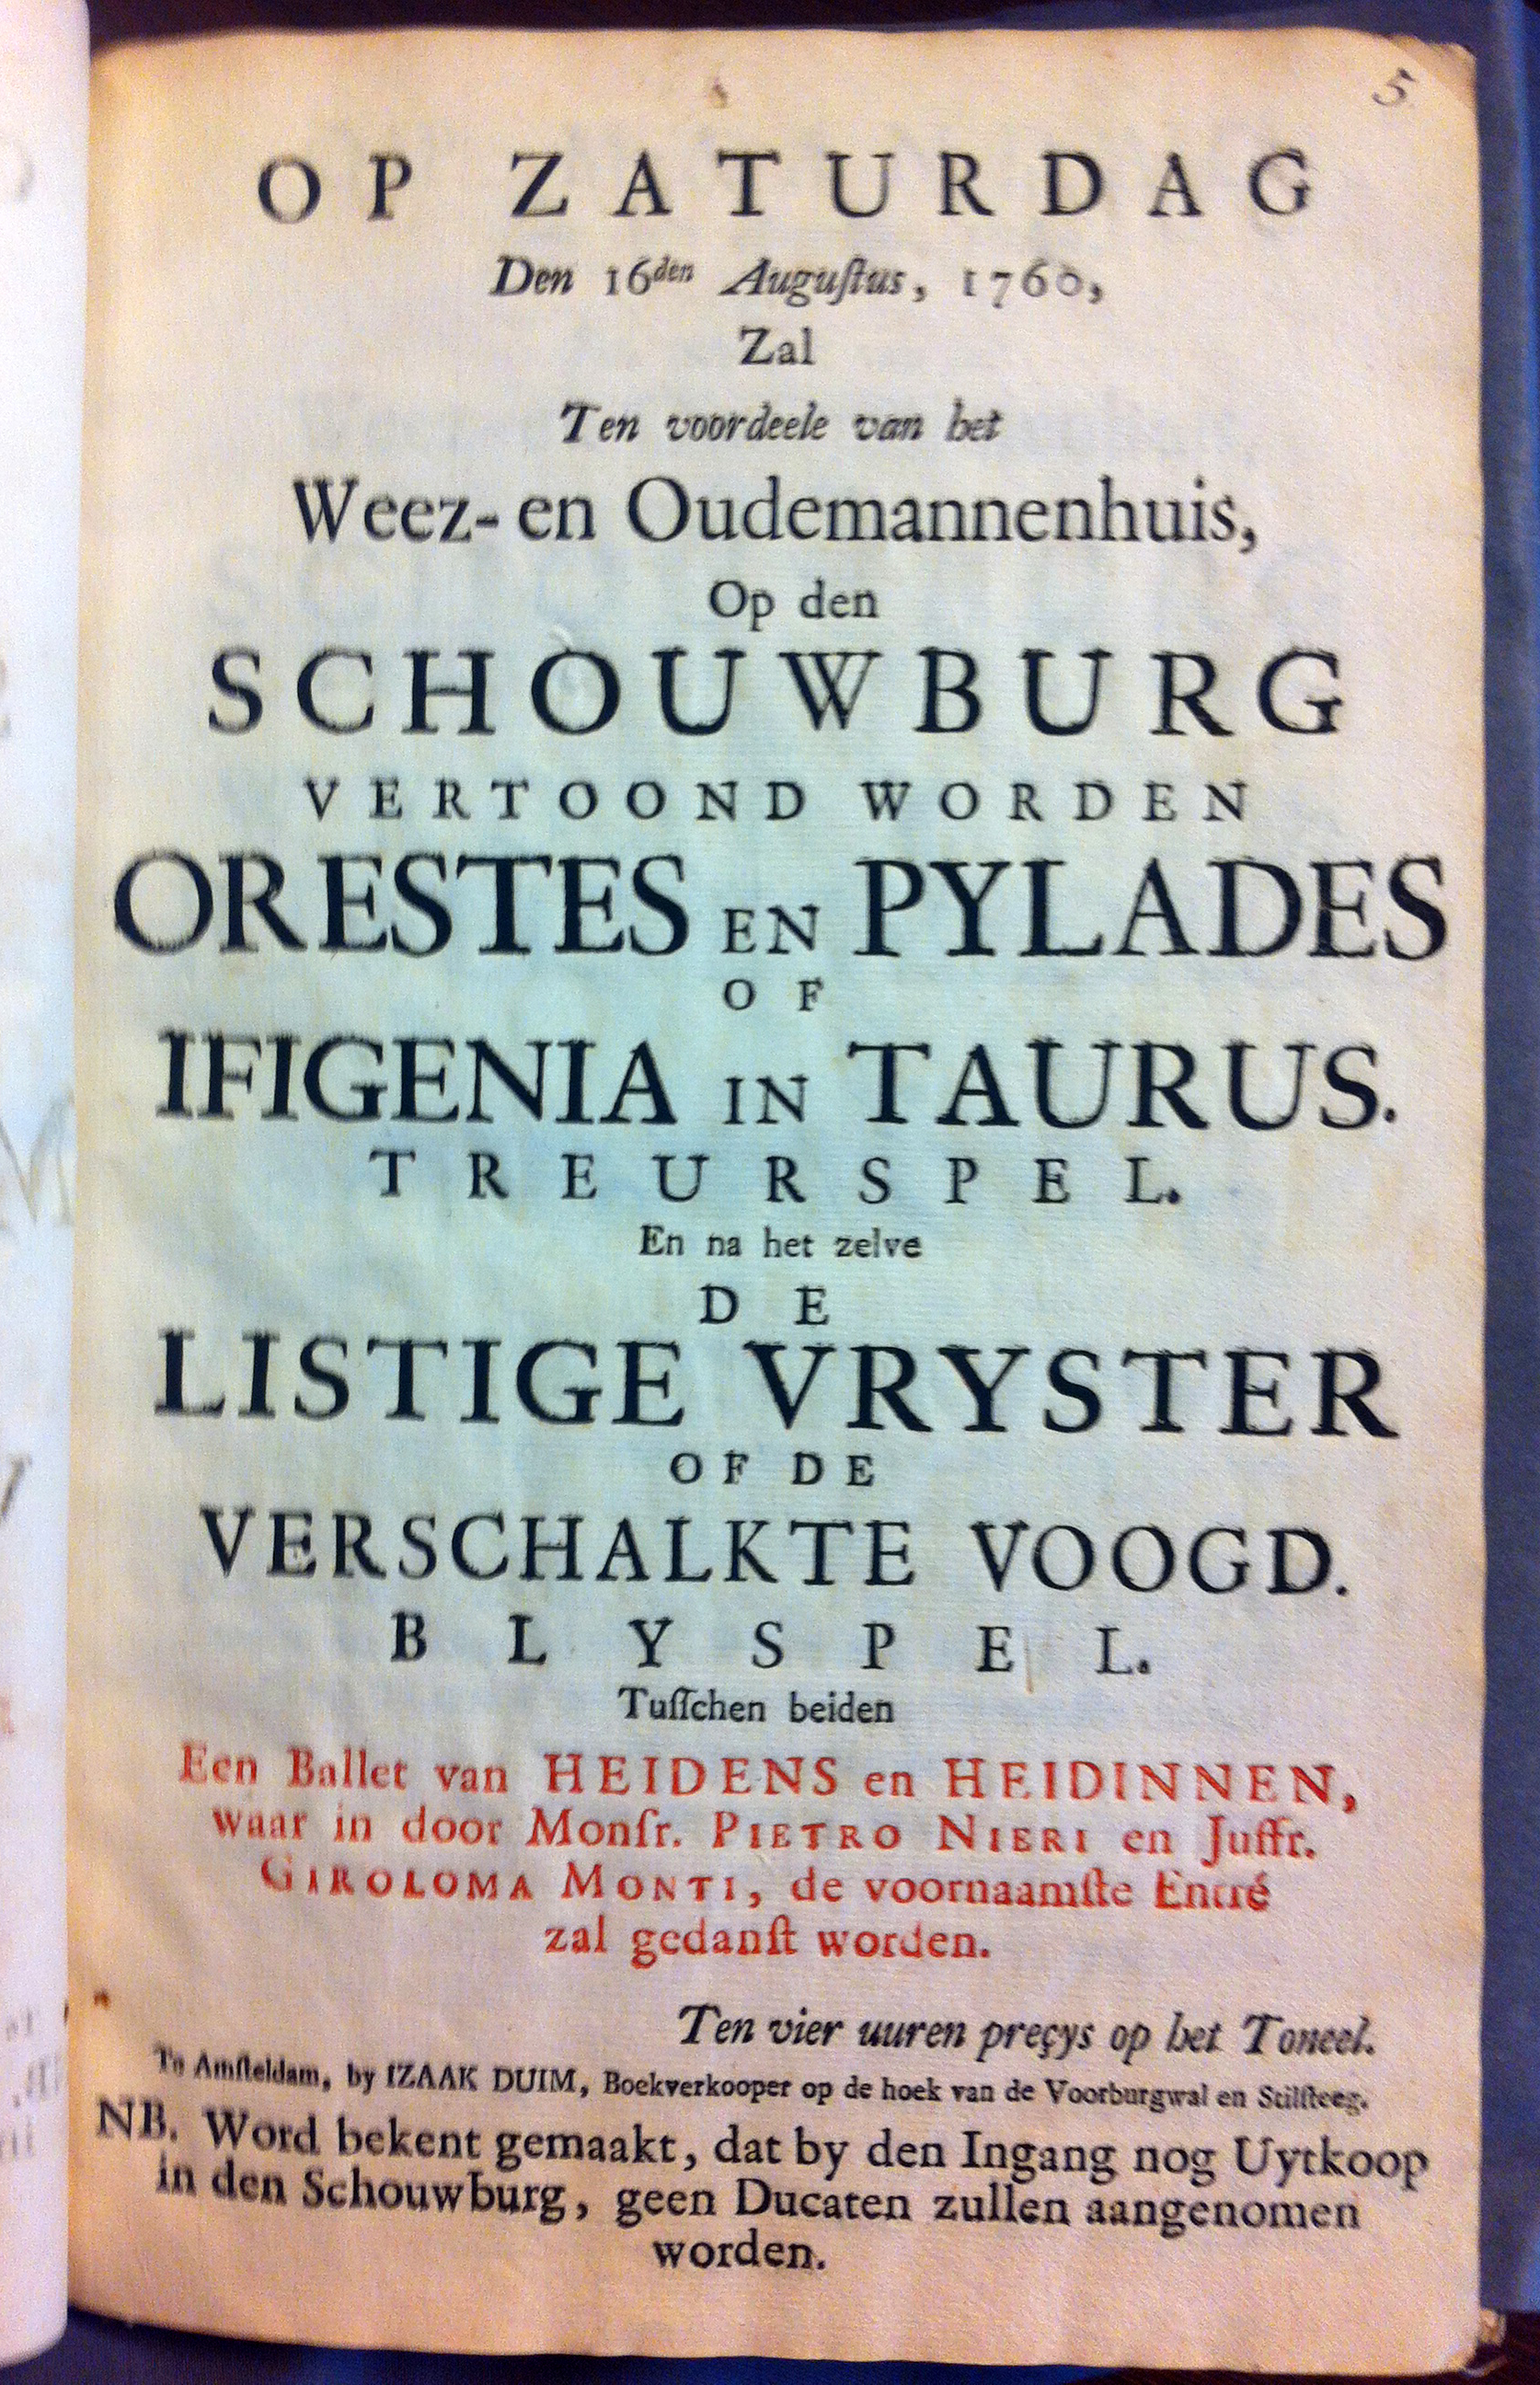 5
OP ZATURDAG
Den 16den Auguſtus, 1760,
Zal
Ten voordeele van het
Weez- en Oudemannenhuis,
Op den
SCHOUWBURG
VERTOOND WORDEN
ORESTES EN PYLADES
OF
IFIGENIA IN TAURUS.
TREURSPEL.
En na het zelve
DE
LISTIGE VRYSTER
OF DE
VERSCHALKTE VOOGD.
BLYSPEL.
Tuſſchen beiden
Een Ballet van HEIDENS en HEIDINNEN,
waar in door Monſr. PIETRO NIERI en Juffr.
GIROLOMA MONTI, de voornaamſte Entré
zal gedanſt worden.
Ten vier uuren preçys op het Toneel.
Te Amſteldam, by IZAAK DUIM, Boekverkooper op de hoek van de Voorburgwal en Stilſteeg.
NB. Word bekent gemaakt, dat by den Ingang nog Uytkoop
in den Schouwburg, geen Ducaten zullen aangenomen
worden.